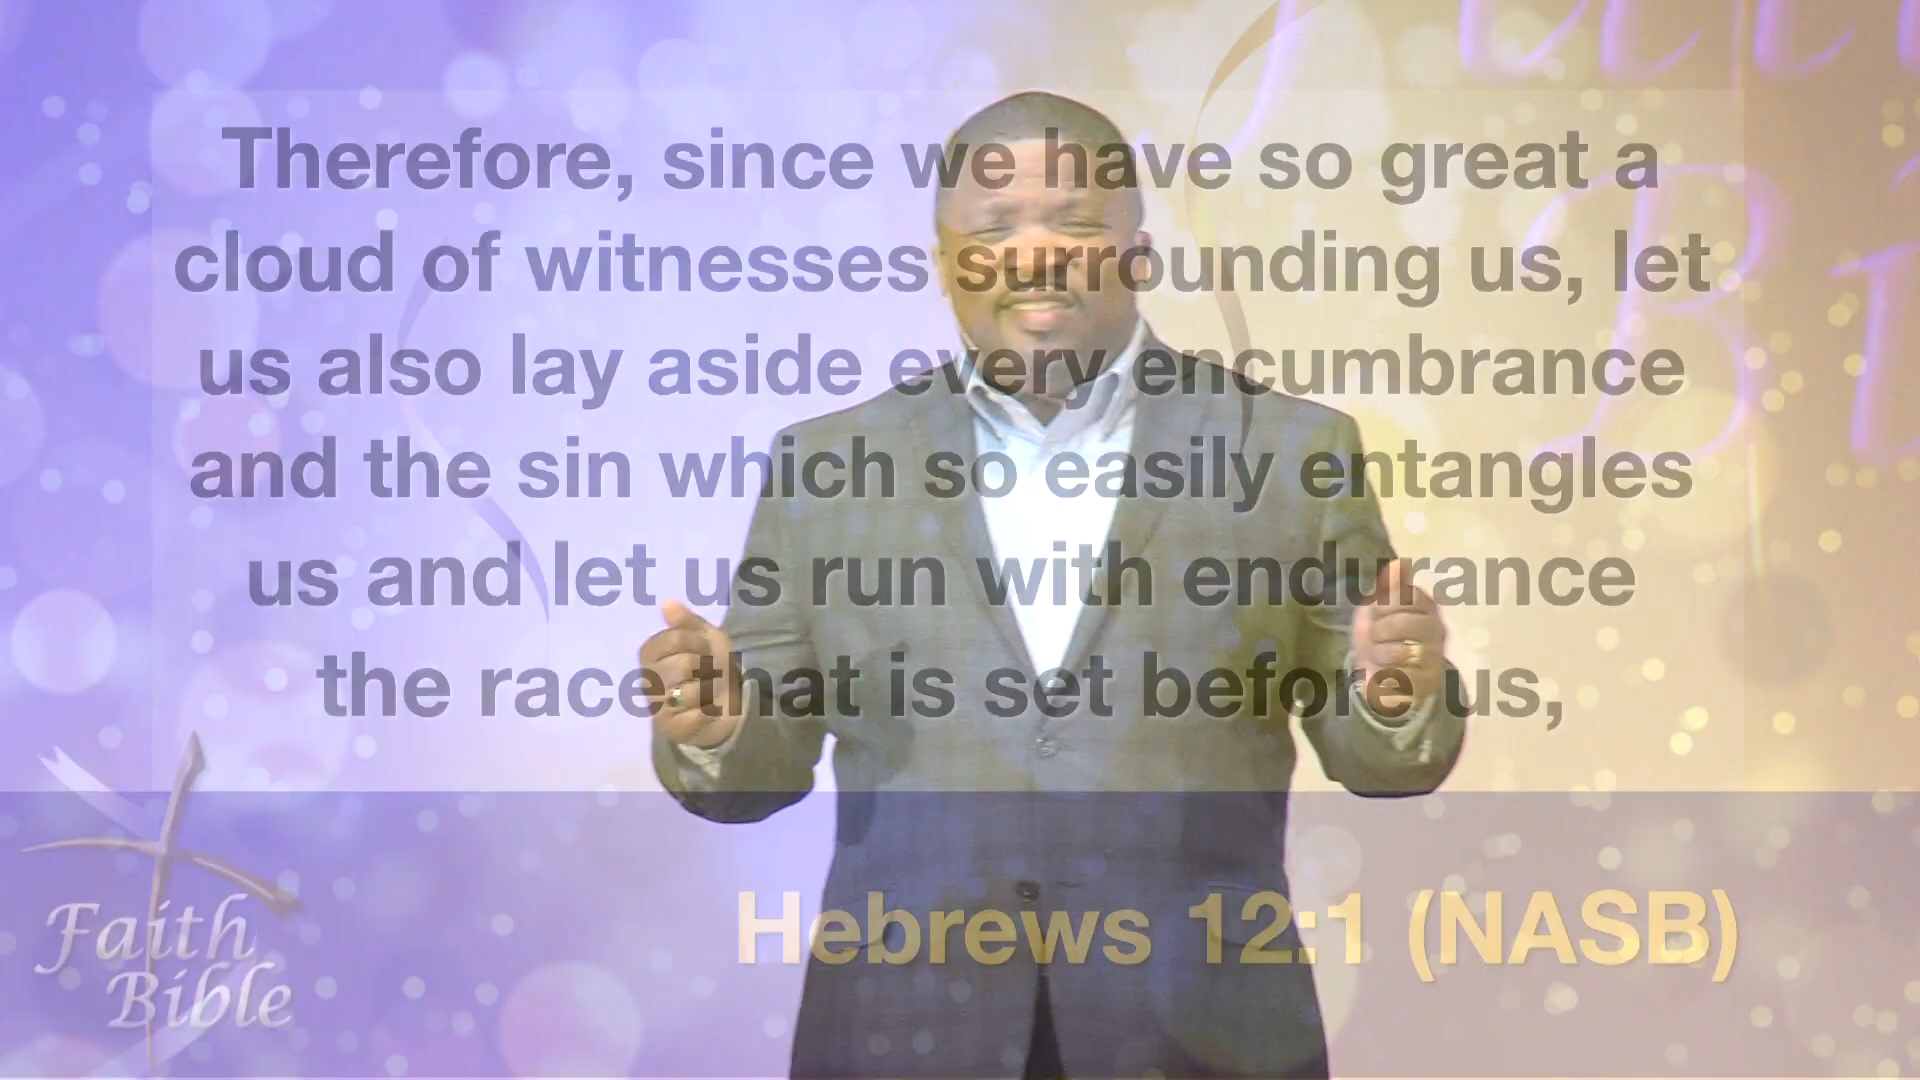 Therefore, since we have so great a
cloud of witnesses surrounding us, let
us also lay aside every encumbrance
and the sin which so easily entangles
us and let us run with endurance
the race that is set before us,
Hebrews 12:1 (NASB)
Faith
Bible